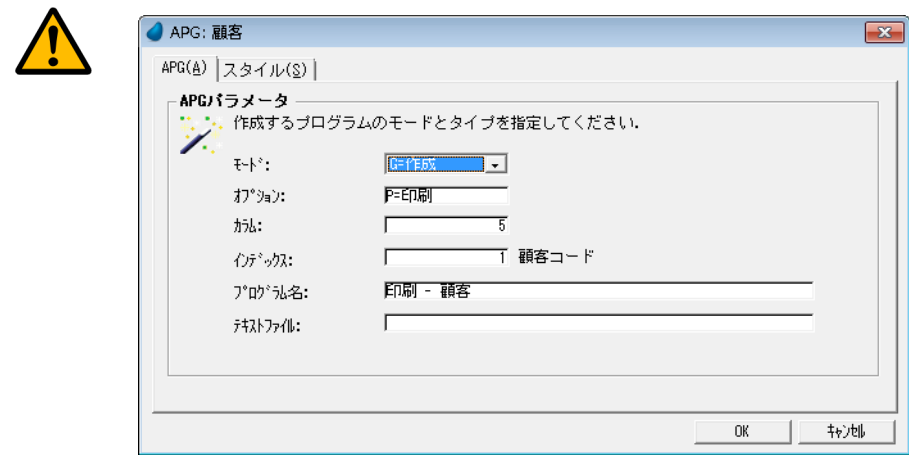 APG: 顧客
APG(A) スタイル(S)
APGパラメータ
作成するプログラムのモードとタイプを指定してください.
ﾓｰﾄﾞ: G=作成
ｵﾌﾟｼｮﾝ: P=印刷
ｶﾗﾑ: 5
ｲﾝﾃﾞｯｸｽ: 1 顧客コード
ﾌﾟﾛｸﾞﾗﾑ名: 印刷 - 顧客
ﾃｷｽﾄﾌｧｲﾙ:
OK ｷｬﾝｾﾙ